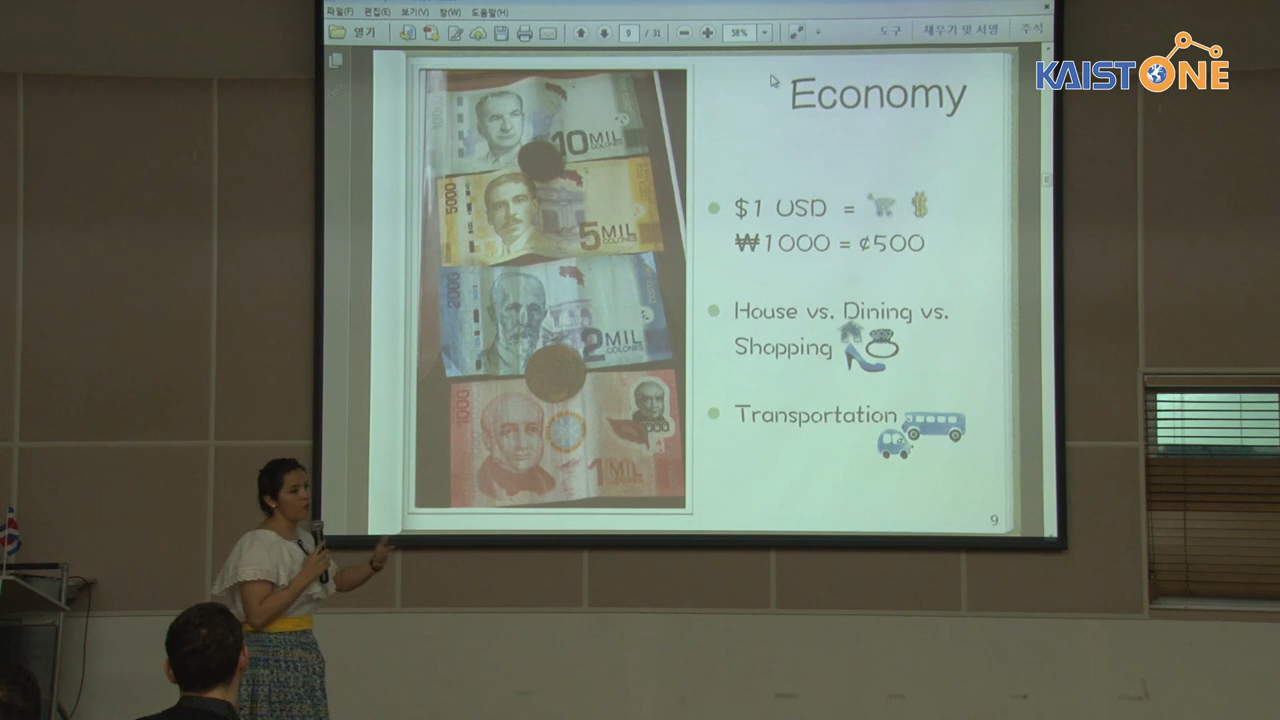 파일(F) 편집(E) 보기(V) 창(W) 도움말(H)
열기 9 / 31 58% 도구 채우기 및 서명 주석
KAIST ONE
Economy
$1 USD =
₩1000 = ¢500
House vs. Dining vs.
Shopping
Transportation
9
10 MIL
COLONES
5000
5 MIL
COLONES
2000
2 MIL
COLONES
1000
1 MIL